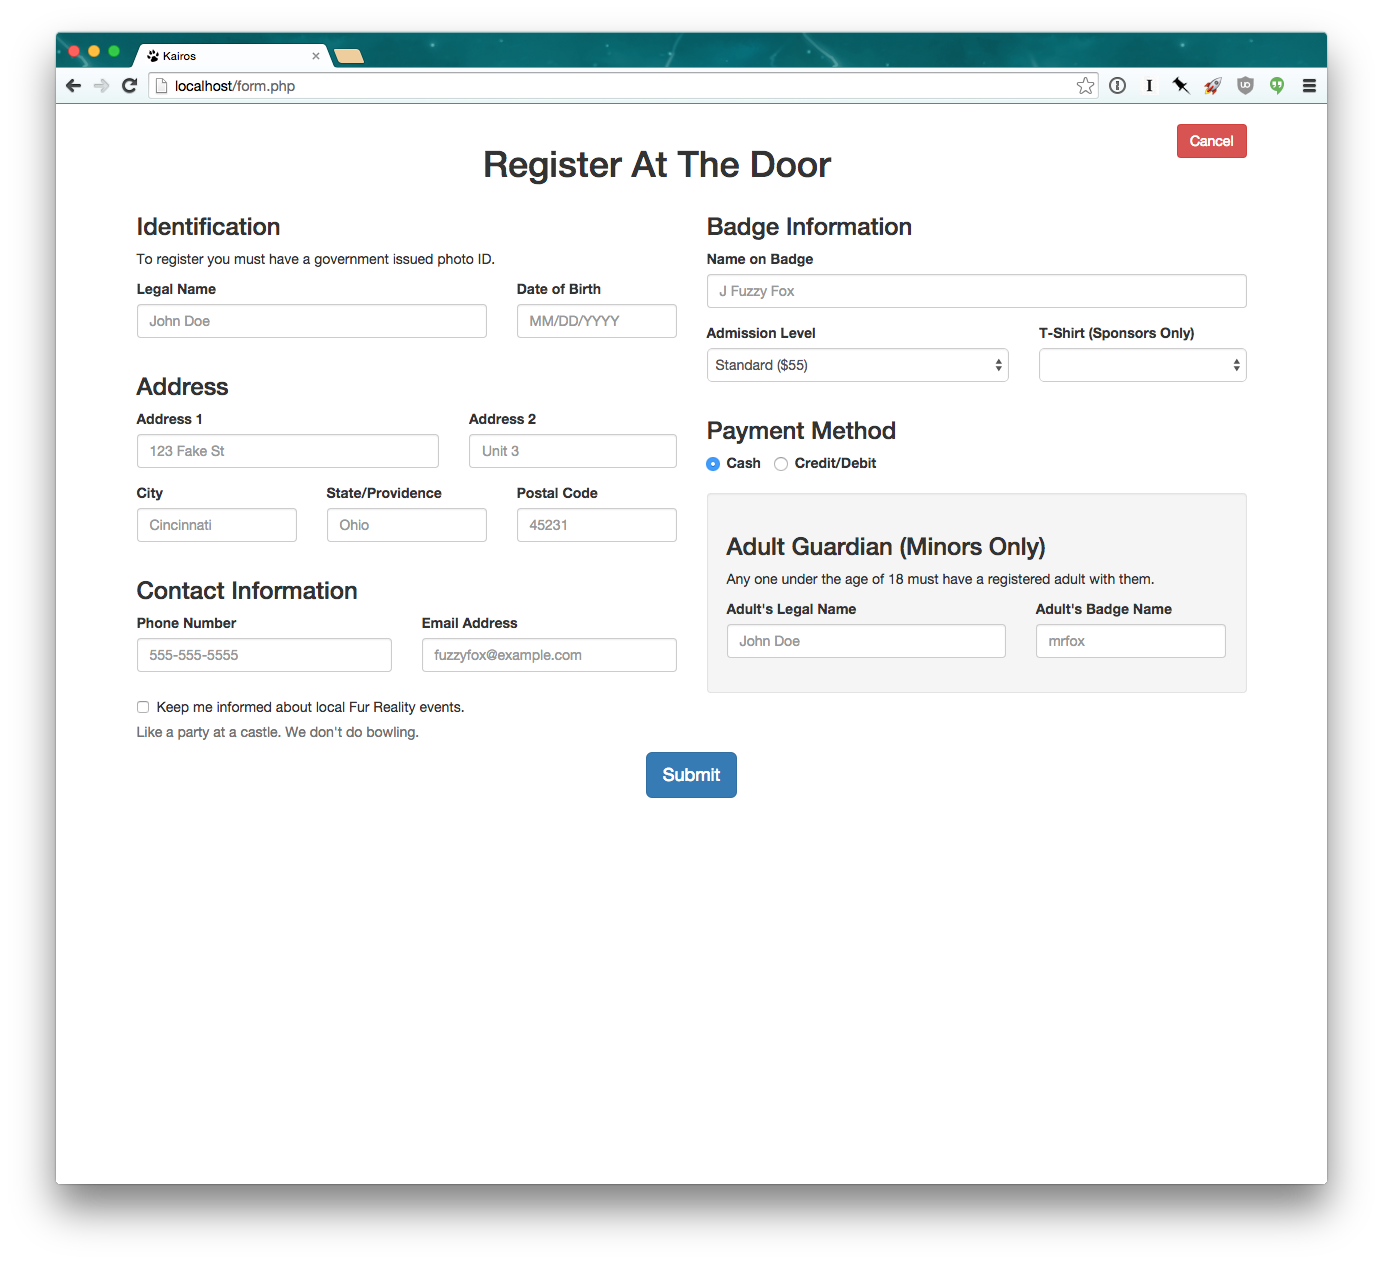 Kairos
localhost/form.php
Cancel
Register At The Door
Identification
To register you must have a government issued photo ID.
Legal Name
Date of Birth
John Doe
MM/DD/YYYY
Address
Address 1
Address 2
123 Fake St
Unit 3
City
State/Providence
Postal Code
Cincinnati
Ohio
45231
Contact Information
Phone Number
Email Address
555-555-5555
fuzzyfox@example.com
Keep me informed about local Fur Reality events.
Like a party at a castle. We don't do bowling.
Badge Information
Name on Badge
J Fuzzy Fox
Admission Level
T-Shirt (Sponsors Only)
Standard ($55)
Payment Method
Cash
Credit/Debit
Adult Guardian (Minors Only)
Any one under the age of 18 must have a registered adult with them.
Adult's Legal Name
Adult's Badge Name
John Doe
mrfox
Submit